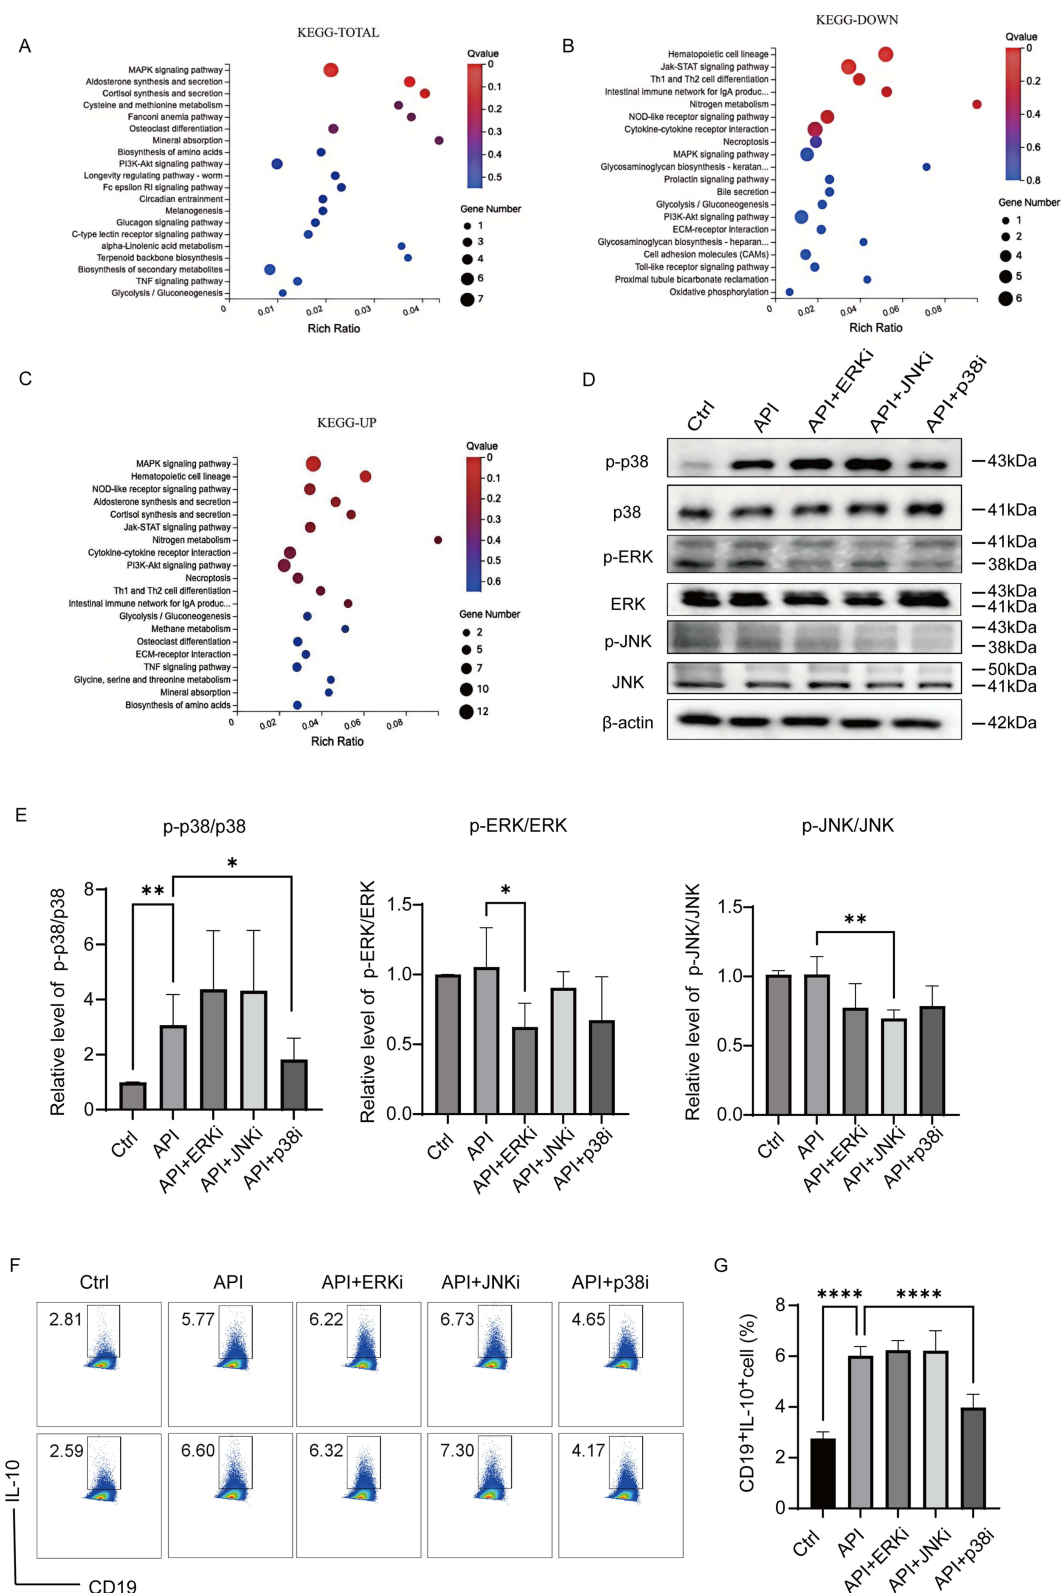 A
KEGG-TOTAL
MAPK signaling pathway
Aldosterone synthesis and secretion
Cortisol synthesis and secretion
Cysteine and methionine metabolism
Fanconi anemia pathway
Osteoclast differentiation
Mineral absorption
Biosynthesis of amino acids
PI3K-Akt signaling pathway
Longevity regulating pathway - worm
Fc epsilon RI signaling pathway
Circadian entrainment
Melanogenesis
Glucagon signaling pathway
C-type lectin receptor signaling pathway
alpha-Linolenic acid metabolism
Terpenoid backbone biosynthesis
Biosynthesis of secondary metabolites
TNF signaling pathway
Glycolysis / Gluconeogenesis
0
0.01
0.02
0.03
0.04
Rich Ratio
Qvalue
0
0.1
0.2
0.3
0.4
0.5
Gene Number
1
3
4
6
7
B
KEGG-DOWN
Hematopoietic cell lineage
Jak-STAT signaling pathway
Th1 and Th2 cell differentiation
Intestinal immune network for IgA produc...
Nitrogen metabolism
NOD-like receptor signaling pathway
Cytokine-cytokine receptor interaction
Necroptosis
MAPK signaling pathway
Glycosaminoglycan biosynthesis - keratan...
Prolactin signaling pathway
Bile secretion
Glycolysis / Gluconeogenesis
PI3K-Akt signaling pathway
ECM-receptor interaction
Glycosaminoglycan biosynthesis - heparan...
Cell adhesion molecules (CAMs)
Toll-like receptor signaling pathway
Proximal tubule bicarbonate reclamation
Oxidative phosphorylation
0
0.02
0.04
0.06
0.08
Rich Ratio
Qvalue
0
0.2
0.4
0.6
0.8
Gene Number
1
2
4
5
6
C
KEGG-UP
MAPK signaling pathway
Hematopoietic cell lineage
NOD-like receptor signaling pathway
Aldosterone synthesis and secretion
Cortisol synthesis and secretion
Jak-STAT signaling pathway
Nitrogen metabolism
Cytokine-cytokine receptor interaction
PI3K-Akt signaling pathway
Necroptosis
Th1 and Th2 cell differentiation
Intestinal immune network for IgA produc...
Glycolysis / Gluconeogenesis
Methane metabolism
Osteoclast differentiation
ECM-receptor interaction
TNF signaling pathway
Glycine, serine and threonine metabolism
Mineral absorption
Biosynthesis of amino acids
0
0.02
0.04
0.06
0.08
Rich Ratio
Qvalue
0
0.1
0.2
0.3
0.4
0.5
0.6
Gene Number
2
5
7
10
12
D
Ctrl
API
API+ERKi
API+JNKi
API+p38i
p-p38
43kDa
p38
41kDa
p-ERK
41kDa
38kDa
ERK
43kDa
41kDa
p-JNK
43kDa
38kDa
JNK
50kDa
41kDa
β-actin
42kDa
E
p-p38/p38
Relative level of p-p38/p38
8
6
4
2
0
**
*
Ctrl
API
API+ERKi
API+JNKi
API+p38i
p-ERK/ERK
Relative level of p-ERK/ERK
1.5
1.0
0.5
0.0
*
Ctrl
API
API+ERKi
API+JNKi
API+p38i
p-JNK/JNK
Relative level of p-JNK/JNK
1.5
1.0
0.5
0.0
**
Ctrl
API
API+ERKi
API+JNKi
API+p38i
F
Ctrl
API
API+ERKi
API+JNKi
API+p38i
2.81
5.77
6.22
6.73
4.65
2.59
6.60
6.32
7.30
4.17
IL-10
CD19
G
CD19+IL-10+cell (%)
8
6
4
2
0
****
****
Ctrl
API
API+ERKi
API+JNKi
API+p38i